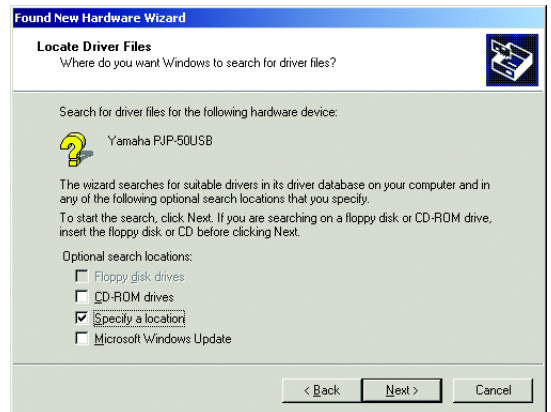 Found New Hardware Wizard
Locate Driver Files
Where do you want Windows to search for driver files?
Search for driver files for the following hardware device:
Yamaha PJP-50USB
The wizard searches for suitable drivers in its driver database on your computer and in
any of the following optional search locations that you specify.
To start the search, click Next. If you are searching on a floppy disk or CD-ROM drive,
insert the floppy disk or CD before clicking Next.
Optional search locations:
Floppy disk drives
CD-ROM drives
Specify a location
Microsoft Windows Update
< Back
Next >
Cancel